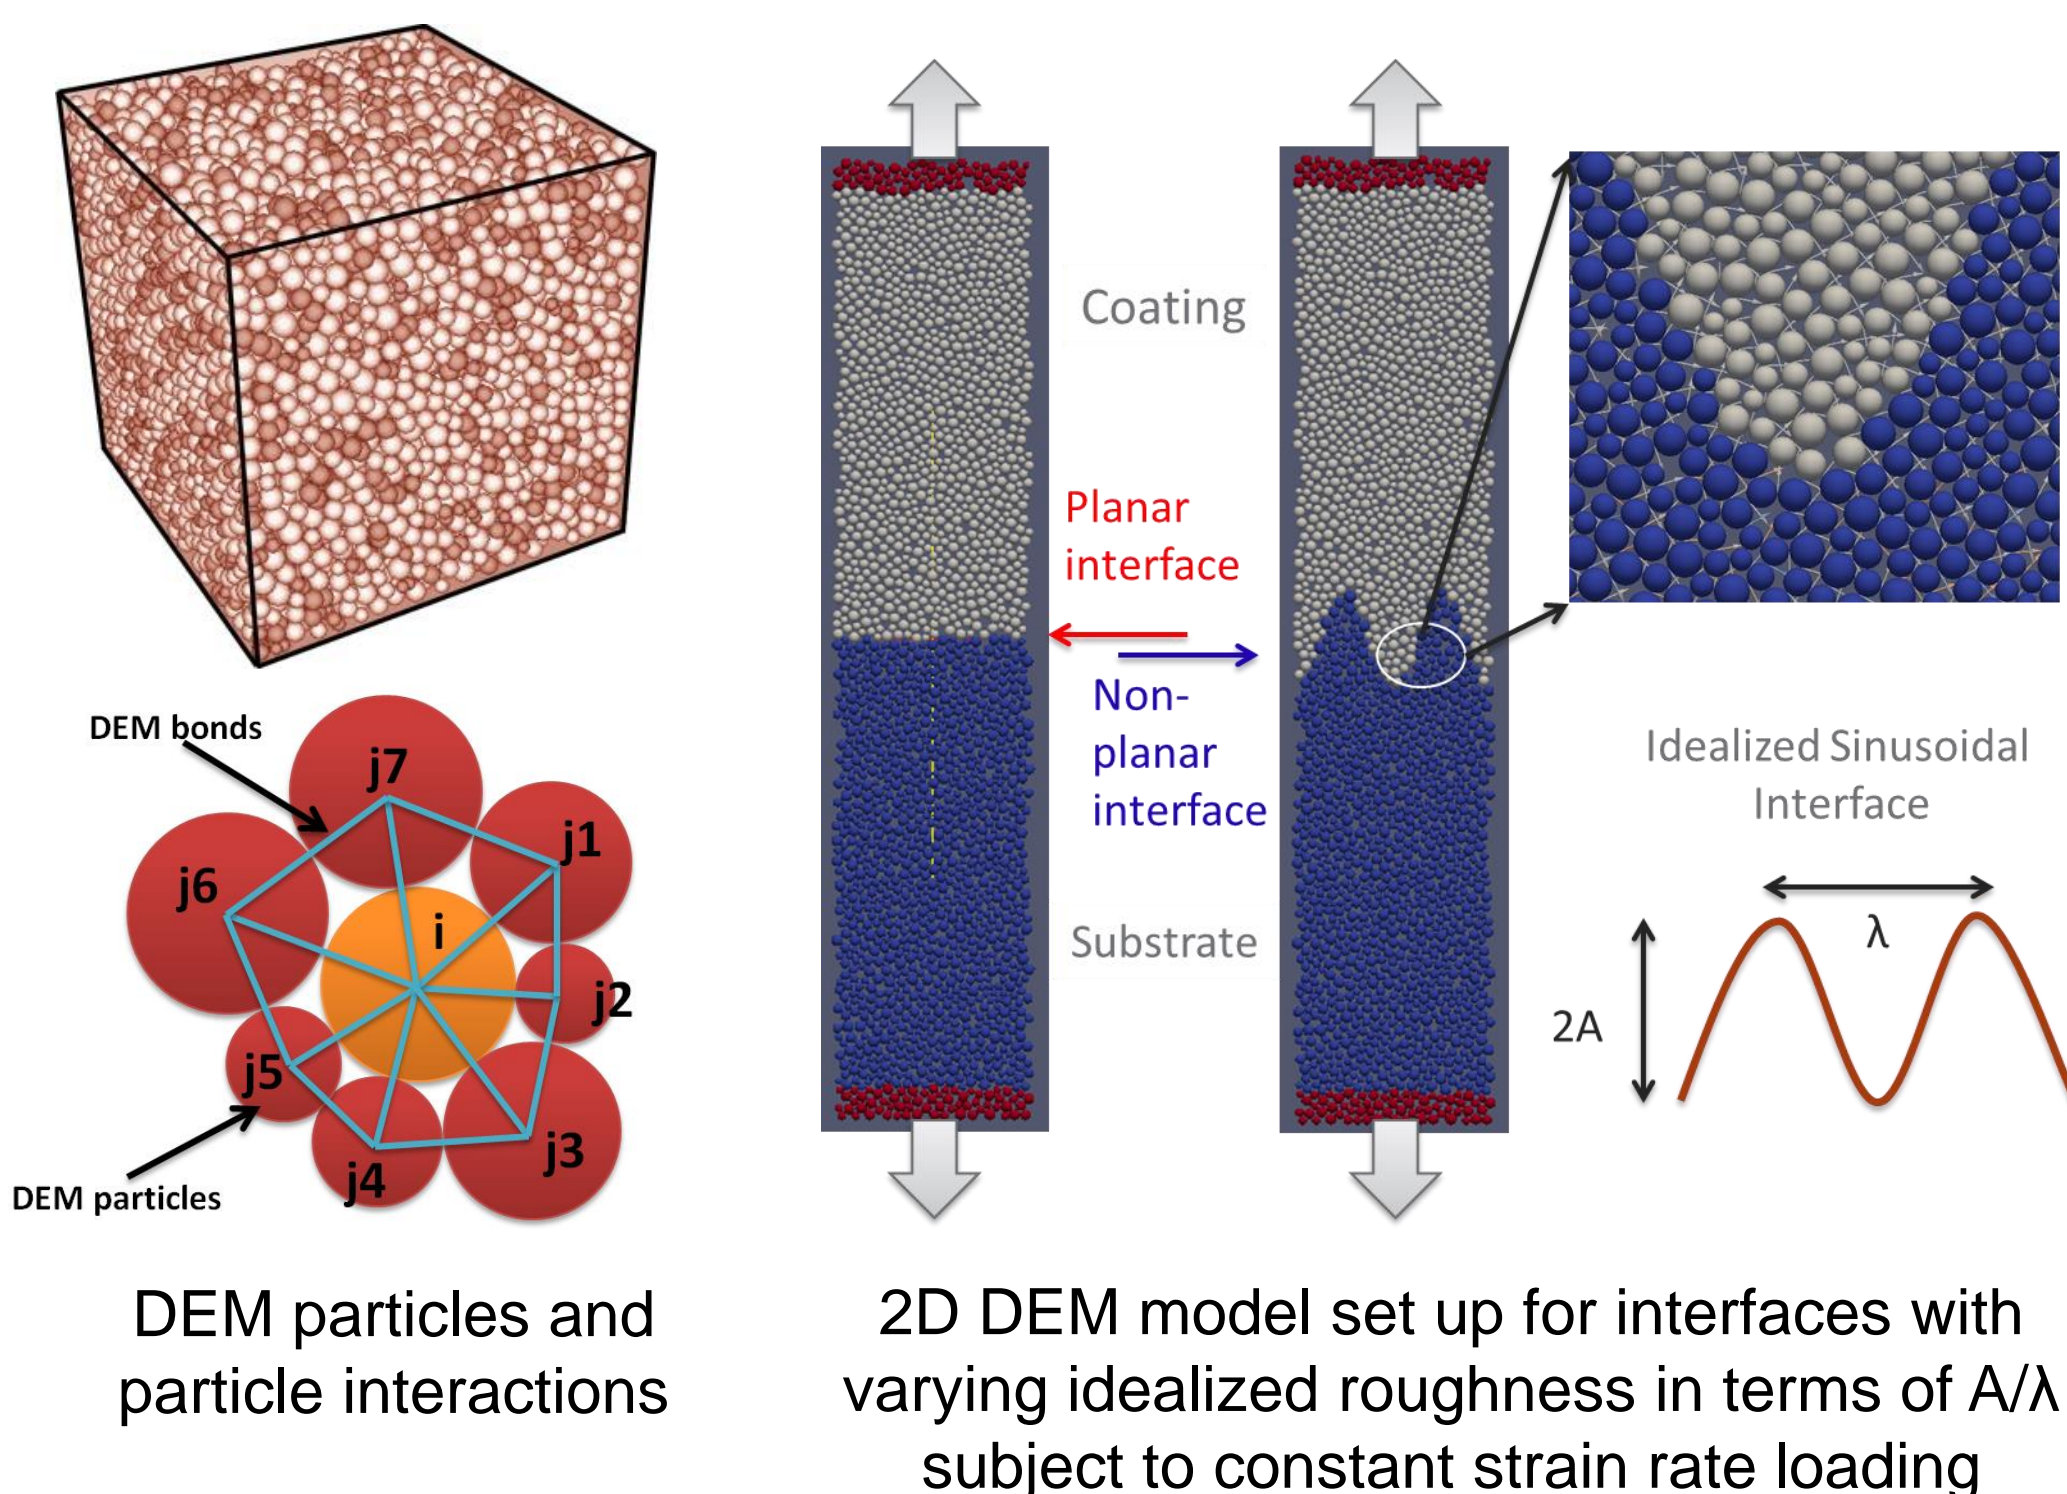 DEM bonds
j7
j1
j6
i
j2
j5
j4
j3
DEM particles
DEM particles and
particle interactions
Coating
Planar
interface
Non-
planar
interface
Substrate
Idealized Sinusoidal
Interface
λ
2A
2D DEM model set up for interfaces with
varying idealized roughness in terms of A/λ
subject to constant strain rate loading